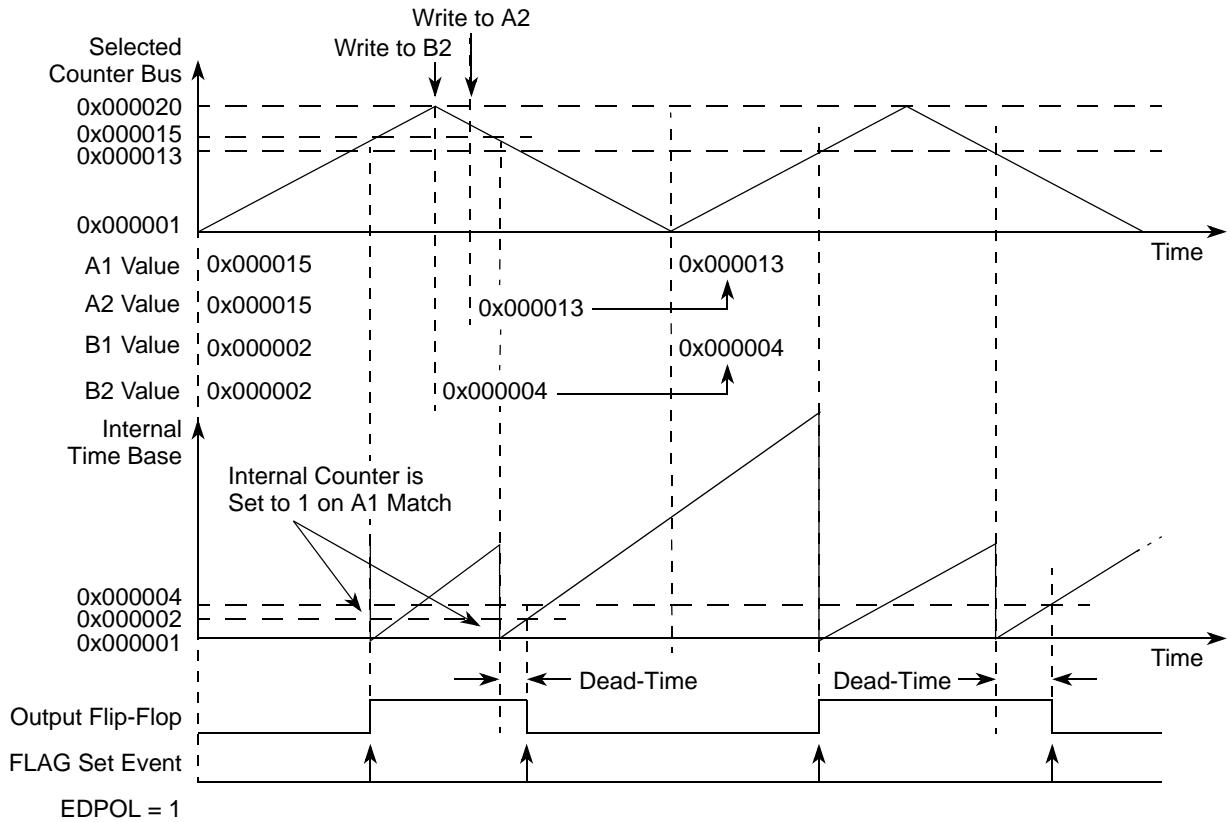 Write to A2
Write to B2
Selected
Counter Bus
0x000020
0x000015
0x000013
0x000001
Time
A1 Value 0x000015 0x000013
A2 Value 0x000015 0x000013
B1 Value 0x000002 0x000004
B2 Value 0x000002 0x000004
Internal
Time Base
Internal Counter is
Set to 1 on A1 Match
0x000004
0x000002
0x000001
Time
Dead-Time Dead-Time
Output Flip-Flop
FLAG Set Event
EDPOL = 1